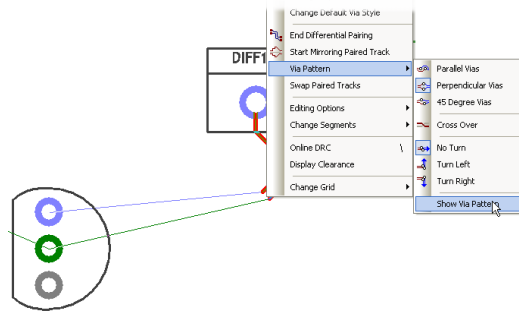 Change Default Via Style
End Differential Pairing
Start Mirroring Paired Track
Via Pattern
Swap Paired Tracks
Editing Options
Change Segments
Online DRC \
Display Clearance
Change Grid
DIFF1
Parallel Vias
Perpendicular Vias
45 Degree Vias
Cross Over
No Turn
Turn Left
Turn Right
Show Via Pattern